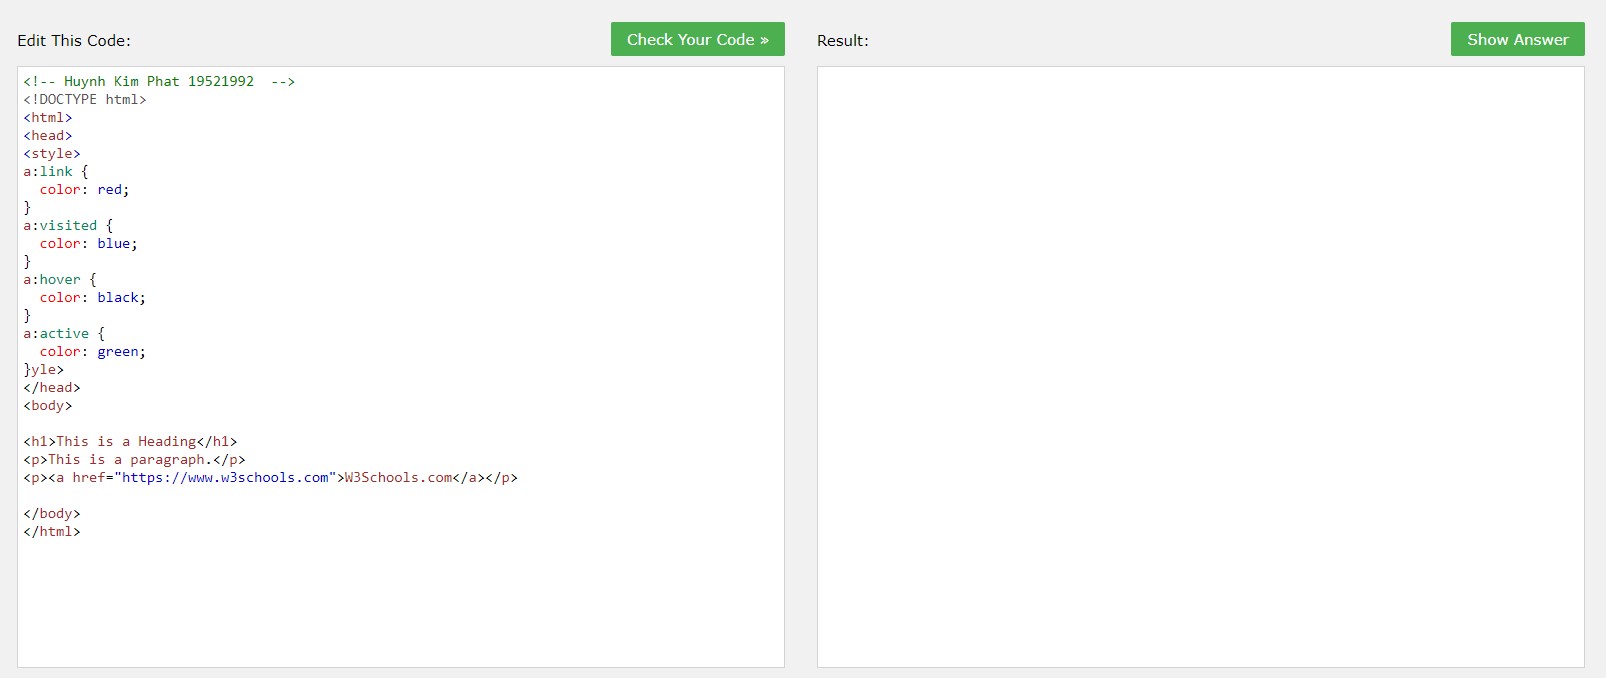 Edit This Code:
Check Your Code »
Result:
Show Answer
<!-- Huynh Kim Phat 19521992  -->
<!DOCTYPE html>
<html>
<head>
<style>
a:link {
  color: red;
}
a:visited {
  color: blue;
}
a:hover {
  color: black;
}
a:active {
  color: green;
}yle>
</head>
<body>

<h1>This is a Heading</h1>
<p>This is a paragraph.</p>
<p><a href="https://www.w3schools.com">W3Schools.com</a></p>

</body>
</html>